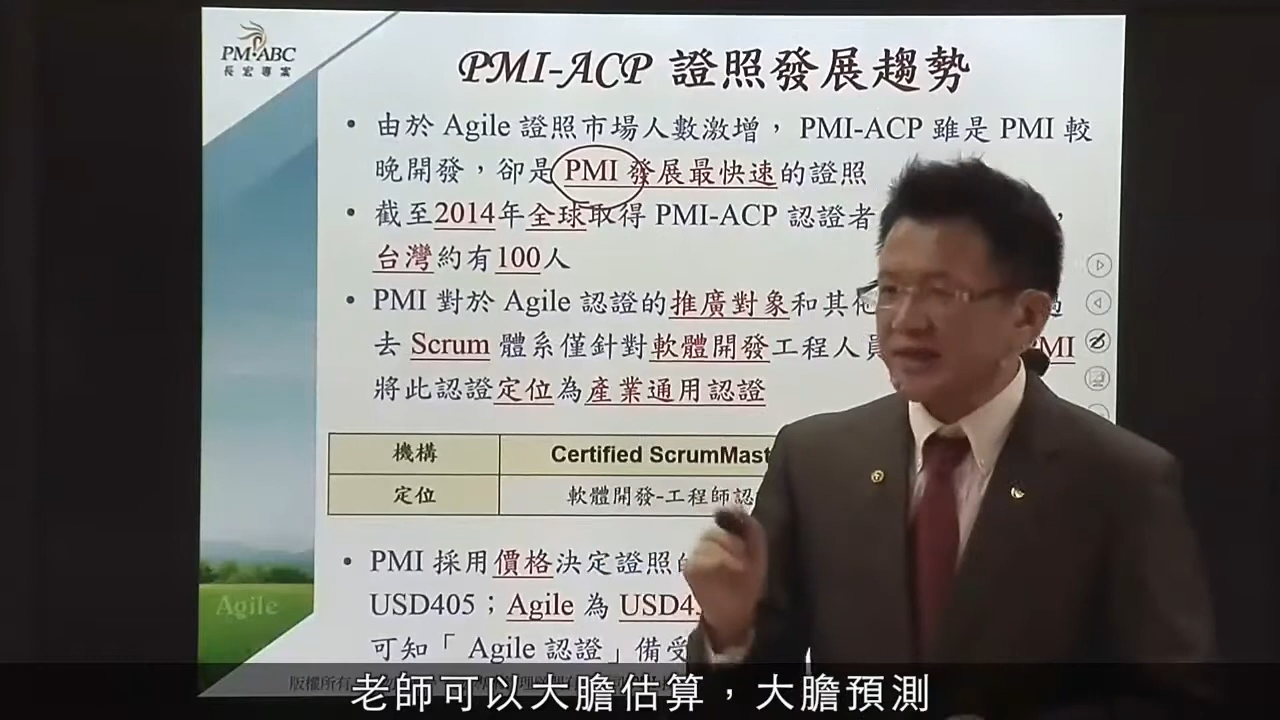 PM ABC
長宏專案
PMI-ACP 證照發展趨勢
• 由於 Agile 證照市場人數激增， PMI-ACP 雖是 PMI 較
晚開發，卻是 PMI 發展最快速的證照
• 截至2014年全球取得 PMI-ACP 認證者
台灣約有100人
• PMI 對於 Agile 認證的推廣對象和其他
去 Scrum 體系僅針對軟體開發工程人員 PMI
將此認證定位為產業通用認證
機構 Certified ScrumMast
定位 軟體開發-工程師認
• PMI 採用價格決定證照的
USD405；Agile 為 USD4
可知「 Agile 認證」備受
Agile
版權所有
老師可以大膽估算，大膽預測